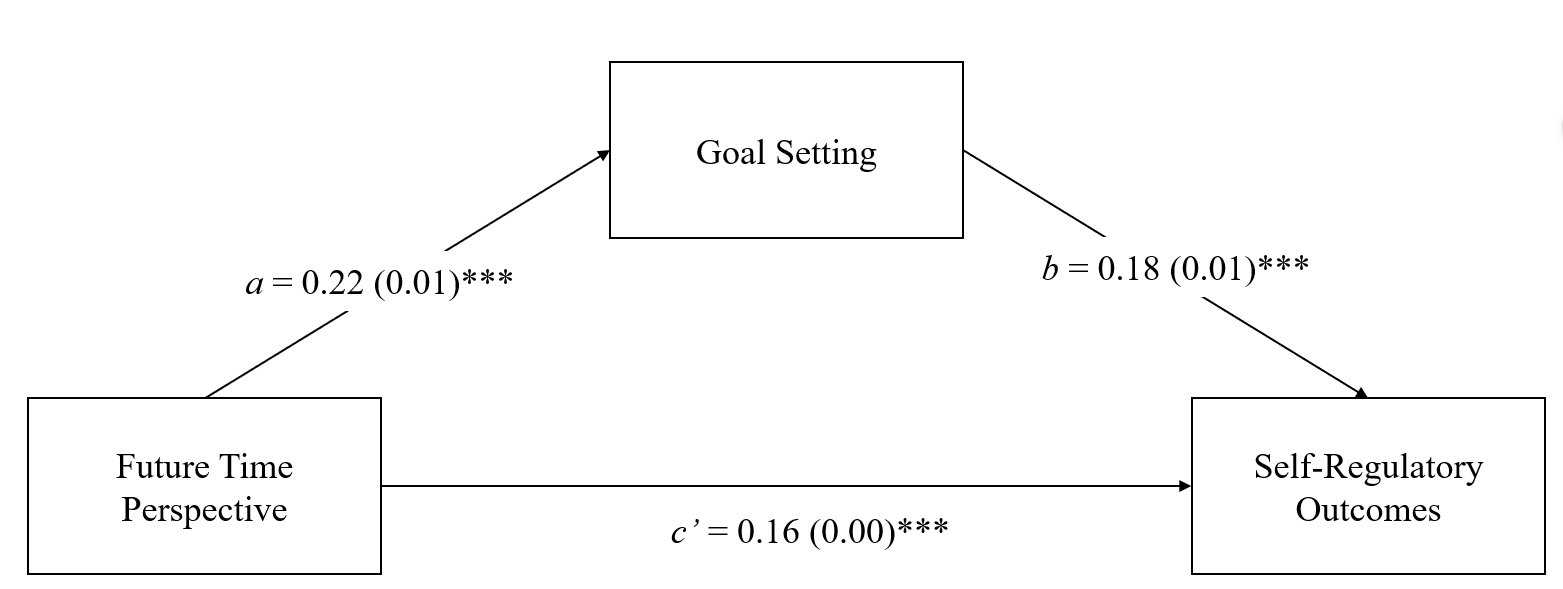 Goal Setting
a = 0.22 (0.01)***
b = 0.18 (0.01)***
Future Time
Perspective
c’ = 0.16 (0.00)***
Self-Regulatory
Outcomes